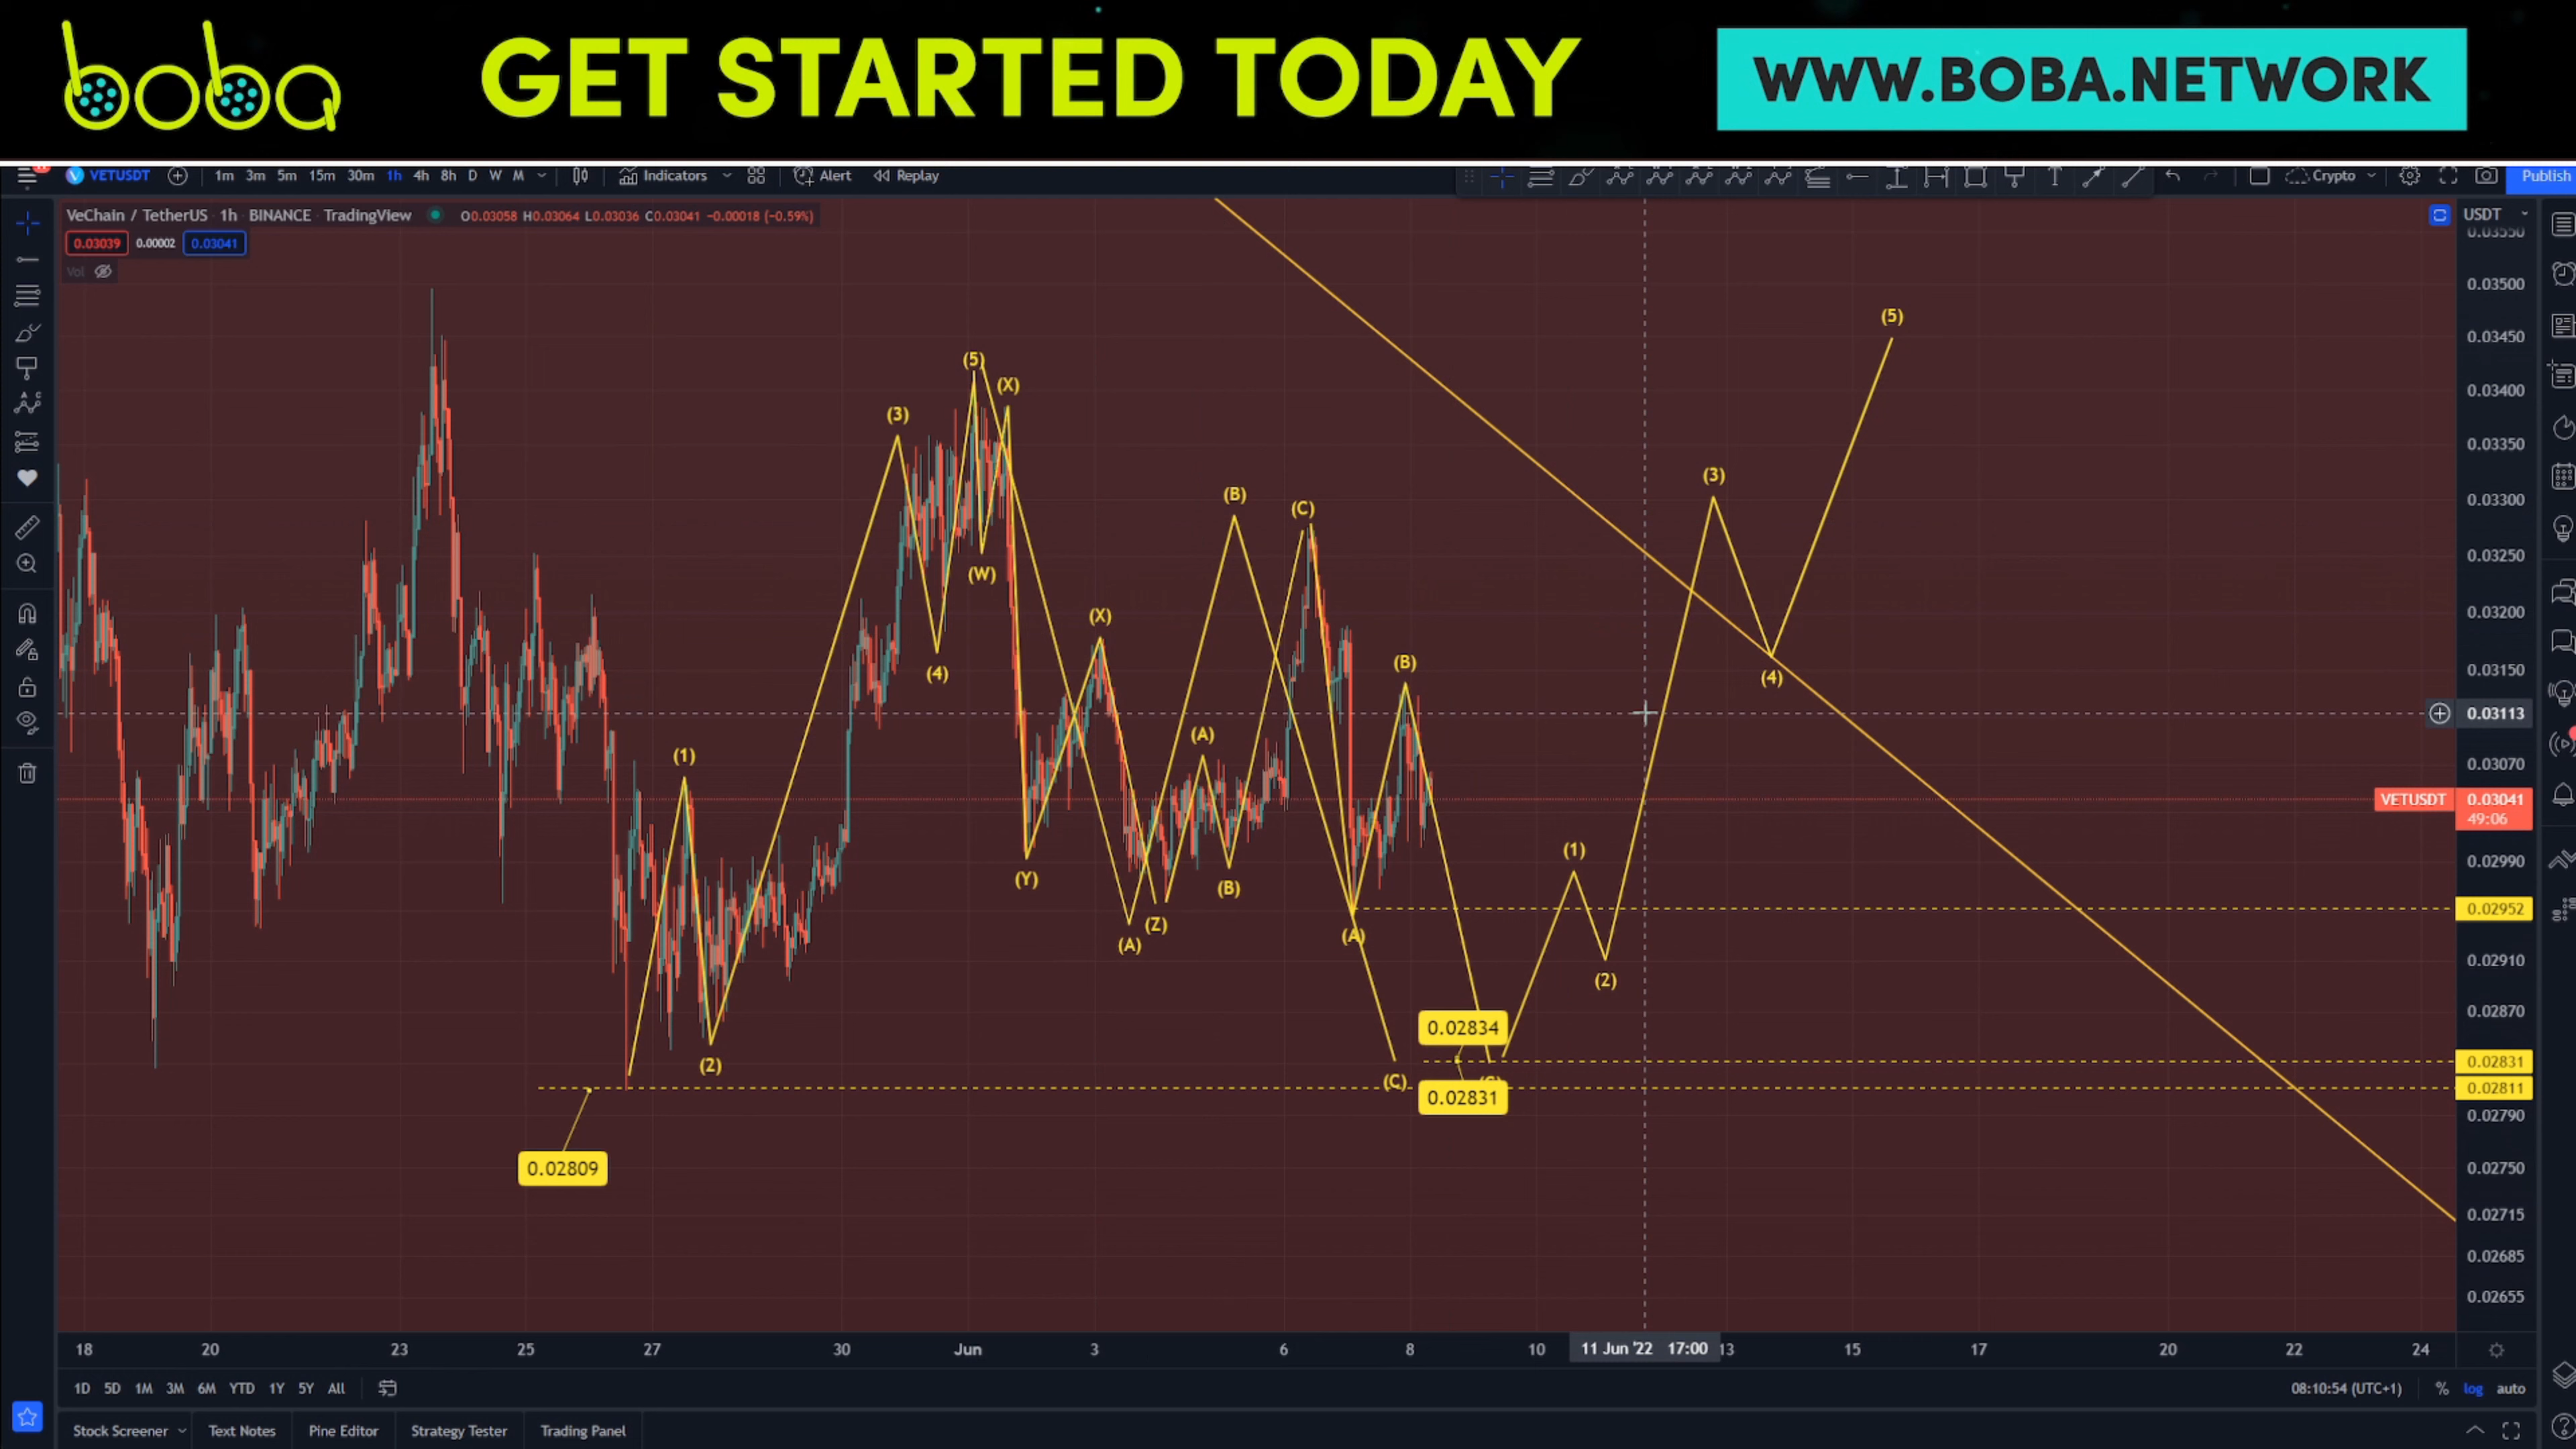 boba GET STARTED TODAY WWW.BOBA.NETWORK
VETUSDT 1m 3m 5m 15m 30m 1h 4h 8h D W M Indicators Alert Replay Crypto Publish
VeChain / TetherUS 1h BINANCE TradingView O0.03058 H0.03064 L0.03036 C0.03041 -0.00018 (-0.59%)
USDT
0.03039 0.00002 0.03041
0.03550
Vol
0.03500
(5)
0.03450
(5)
(X)
0.03400
(3)
0.03350
(3)
(B)
0.03300
(C)
0.03250
(W)
(X)
0.03200
(B)
0.03150
(4)
(4)
0.03113
(A)
(1)
0.03070
VETUSDT 0.03041
49:06
(1)
0.02990
(Y)
(B)
0.02952
(Z)
(A)
(A)
0.02910
(2)
0.02870
0.02834
(2)
0.02831
(C)
0.02811
0.02831
0.02790
0.02809
0.02750
0.02715
0.02685
0.02655
18 20 23 25 27 30 Jun 3 6 8 10 11 Jun '22 17:00 13 15 17 20 22 24
1D 5D 1M 3M 6M YTD 1Y 5Y All 08:10:54 (UTC+1) % log auto
Stock Screener Text Notes Pine Editor Strategy Tester Trading Panel